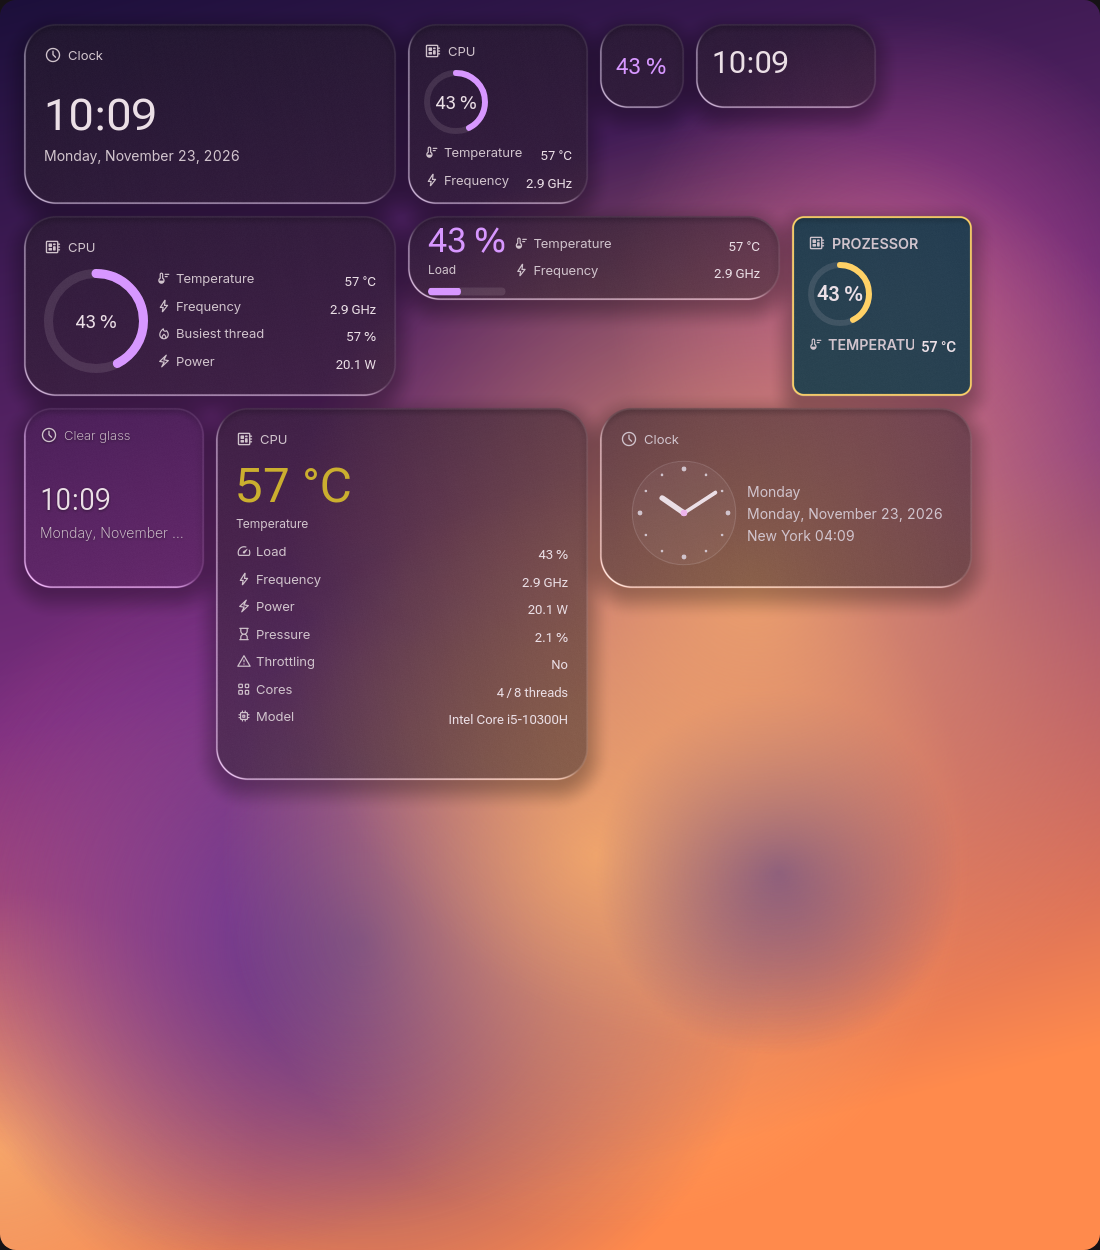 Clock
10:09
Monday, November 23, 2026
CPU
43 %
Temperature 57 °C
Frequency 2.9 GHz
43 %
10:09
CPU
43 %
Temperature 57 °C
Frequency 2.9 GHz
Busiest thread 57 %
Power 20.1 W
43 %
Load
Temperature 57 °C
Frequency 2.9 GHz
PROZESSOR
43 %
TEMPERATU 57 °C
Clear glass
10:09
Monday, November ...
CPU
57 °C
Temperature
Load 43 %
Frequency 2.9 GHz
Power 20.1 W
Pressure 2.1 %
Throttling No
Cores 4 / 8 threads
Model Intel Core i5-10300H
Clock
Monday
Monday, November 23, 2026
New York 04:09